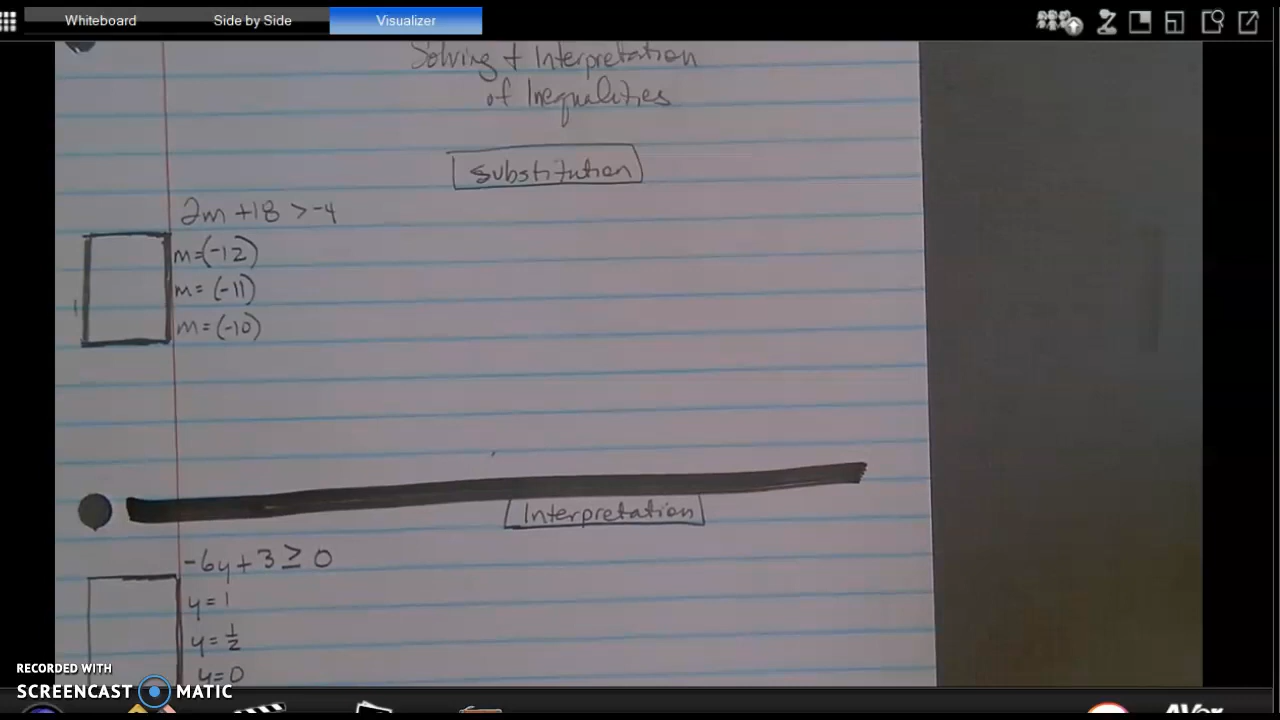 Whiteboard Side by Side Visualizer
Solving + Interpretation
of Inequalities
Substitution
2m +18 > -4
m=(-12)
m= (-11)
m= (-10)
Interpretation
-6y + 3 ≥ 0
y = 1
y = 1/2
y=0
RECORDED WITH
SCREENCAST MATIC
AVer